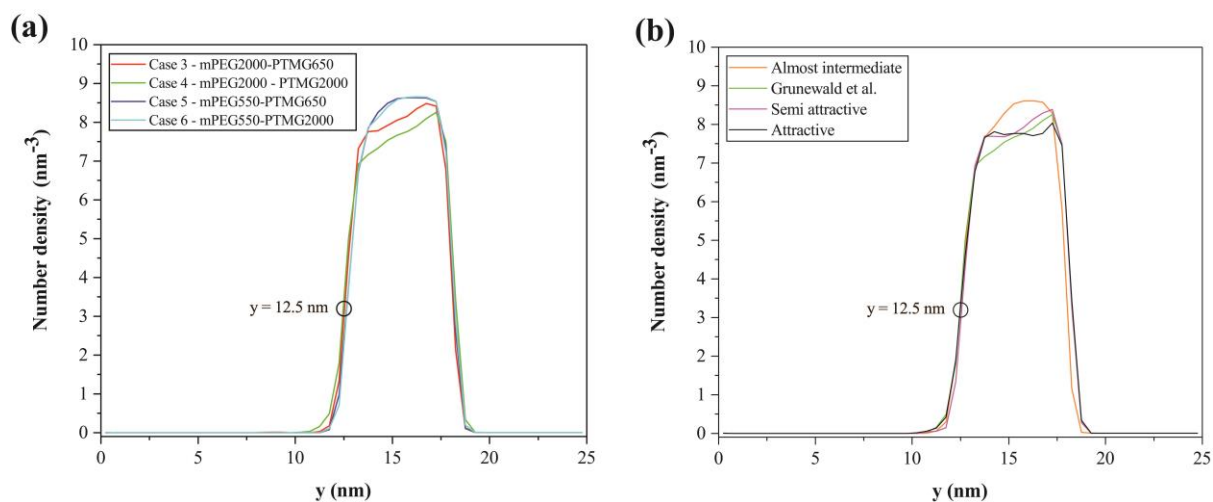 (a)
Number density (nm⁻³)
10
9
8
7
6
5
4
3
2
1
0
Case 3 - mPEG2000-PTMG650
Case 4 - mPEG2000 - PTMG2000
Case 5 - mPEG550-PTMG650
Case 6 - mPEG550-PTMG2000
y = 12.5 nm
0 5 10 15 20 25
y (nm)
(b)
Number density (nm⁻³)
10
9
8
7
6
5
4
3
2
1
0
Almost intermediate
Grunewald et al.
Semi attractive
Attractive
y = 12.5 nm
0 5 10 15 20 25
y (nm)